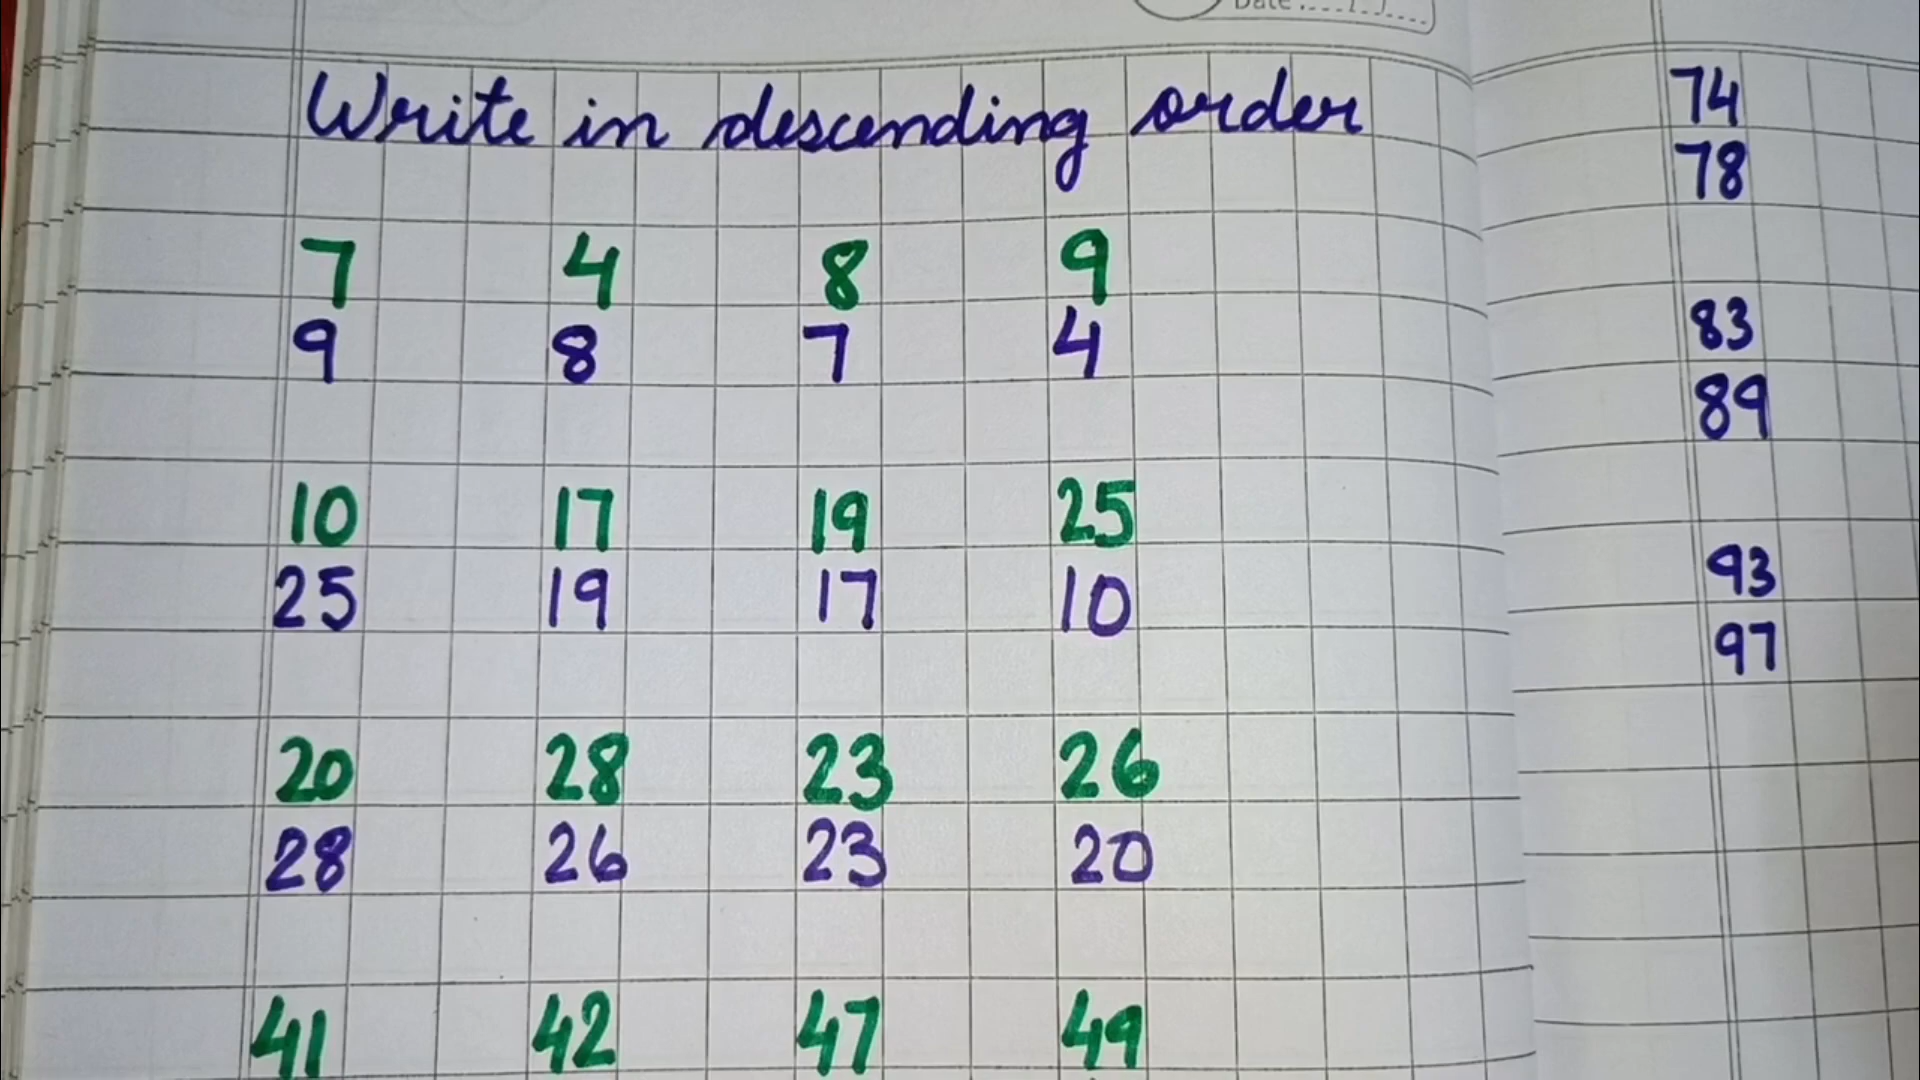 Date
Write in descending order
7 4 8 9
9 8 7 4
10 17 19 25
25 19 17 10
20 28 23 26
28 26 23 20
41 42 47 49
74
78
83
89
93
97